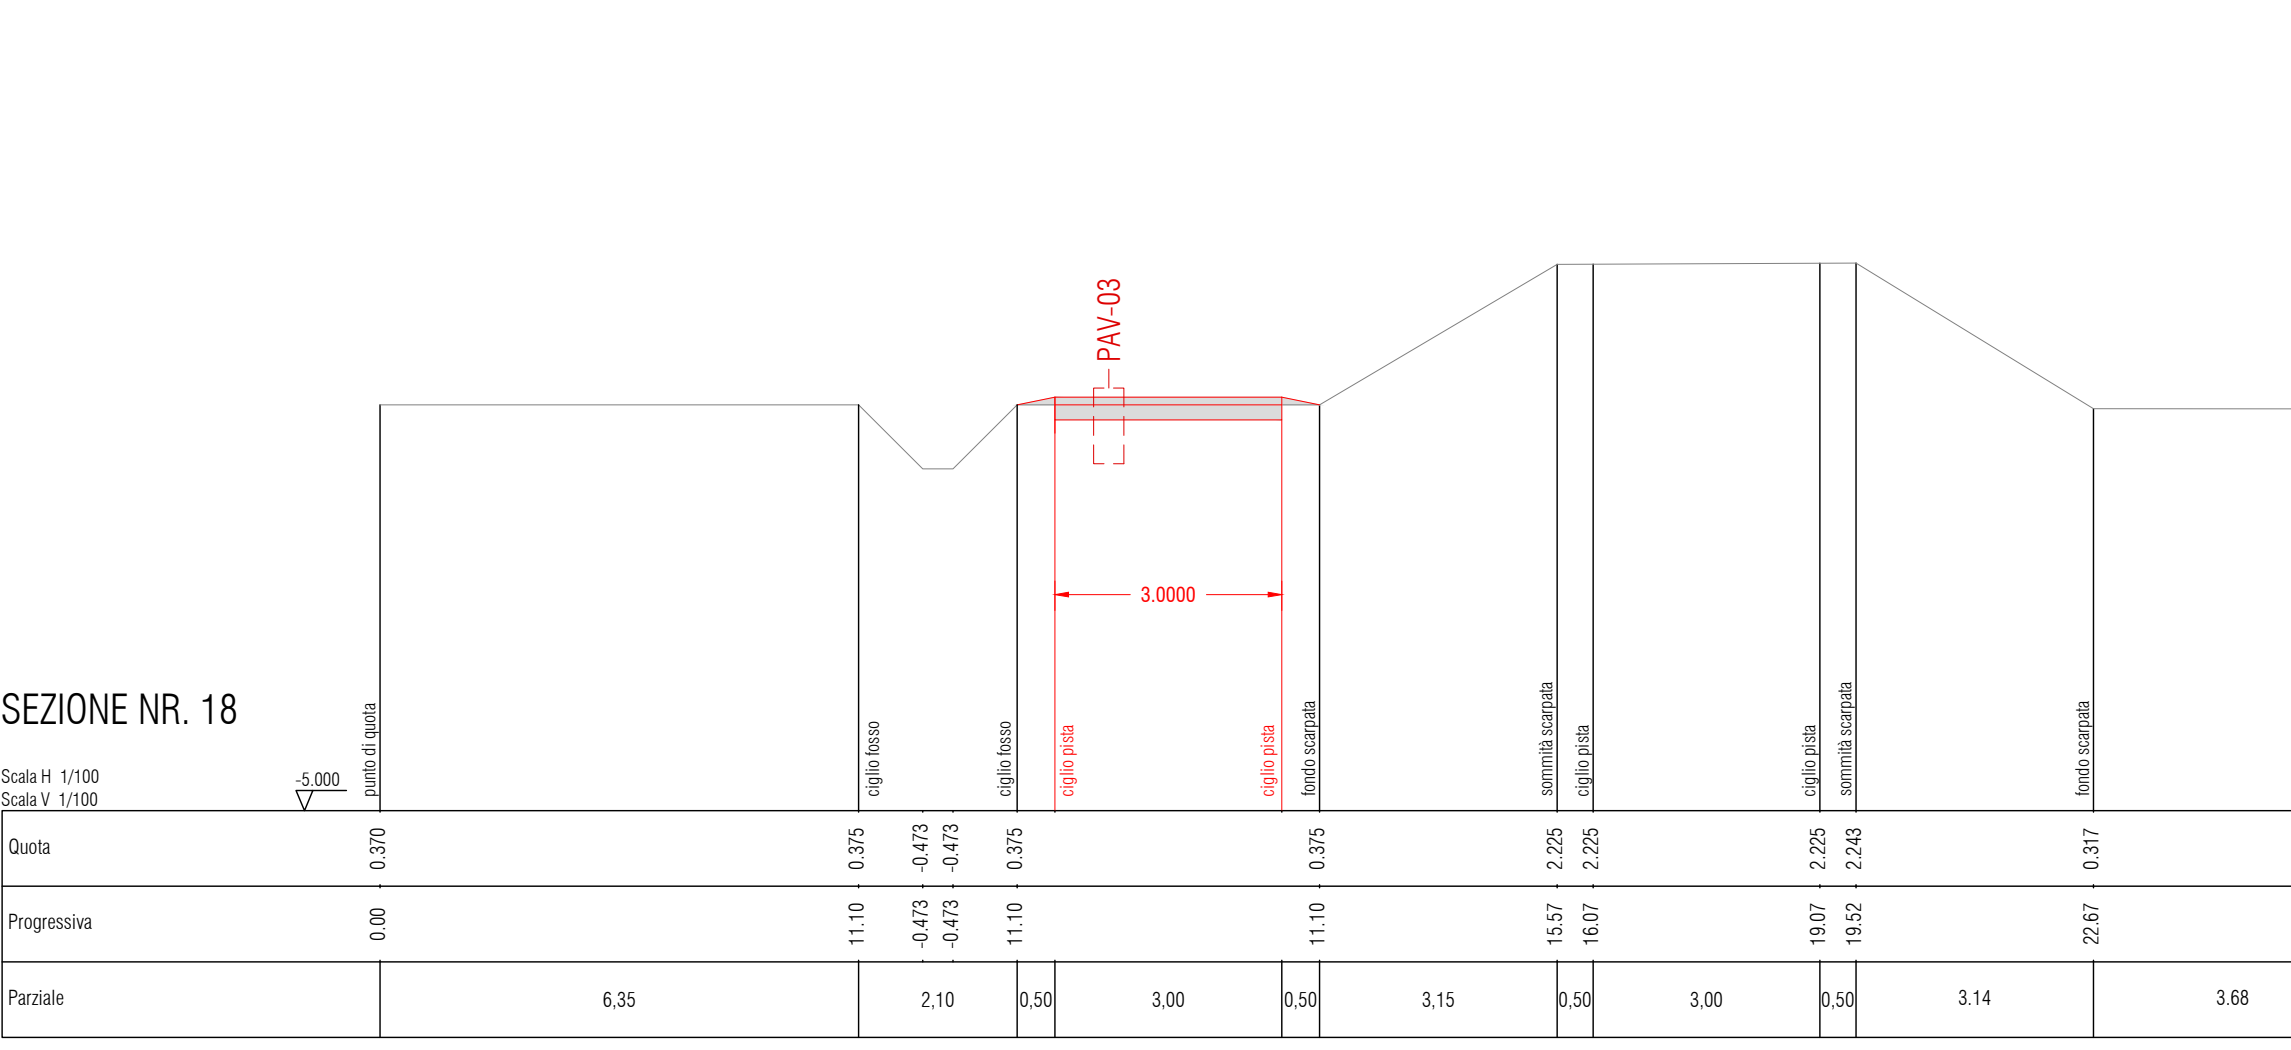 PAV-03
3.0000
SEZIONE NR. 18
Scala H 1/100
Scala V 1/100
-5.000
punto di quota
ciglio fosso
ciglio fosso
ciglio pista
ciglio pista
fondo scarpata
sommità scarpata
ciglio pista
ciglio pista
sommità scarpata
fondo scarpata
Quota 0.370 0.375 -0.473 -0.473 0.375 0.375 2.225 2.225 2.225 2.243 0.317
Progressiva 0.00 11.10 -0.473 -0.473 11.10 11.10 15.57 16.07 19.07 19.52 22.67
Parziale 6,35 2,10 0,50 3,00 0,50 3,15 0,50 3.00 0,50 3.14 3.68